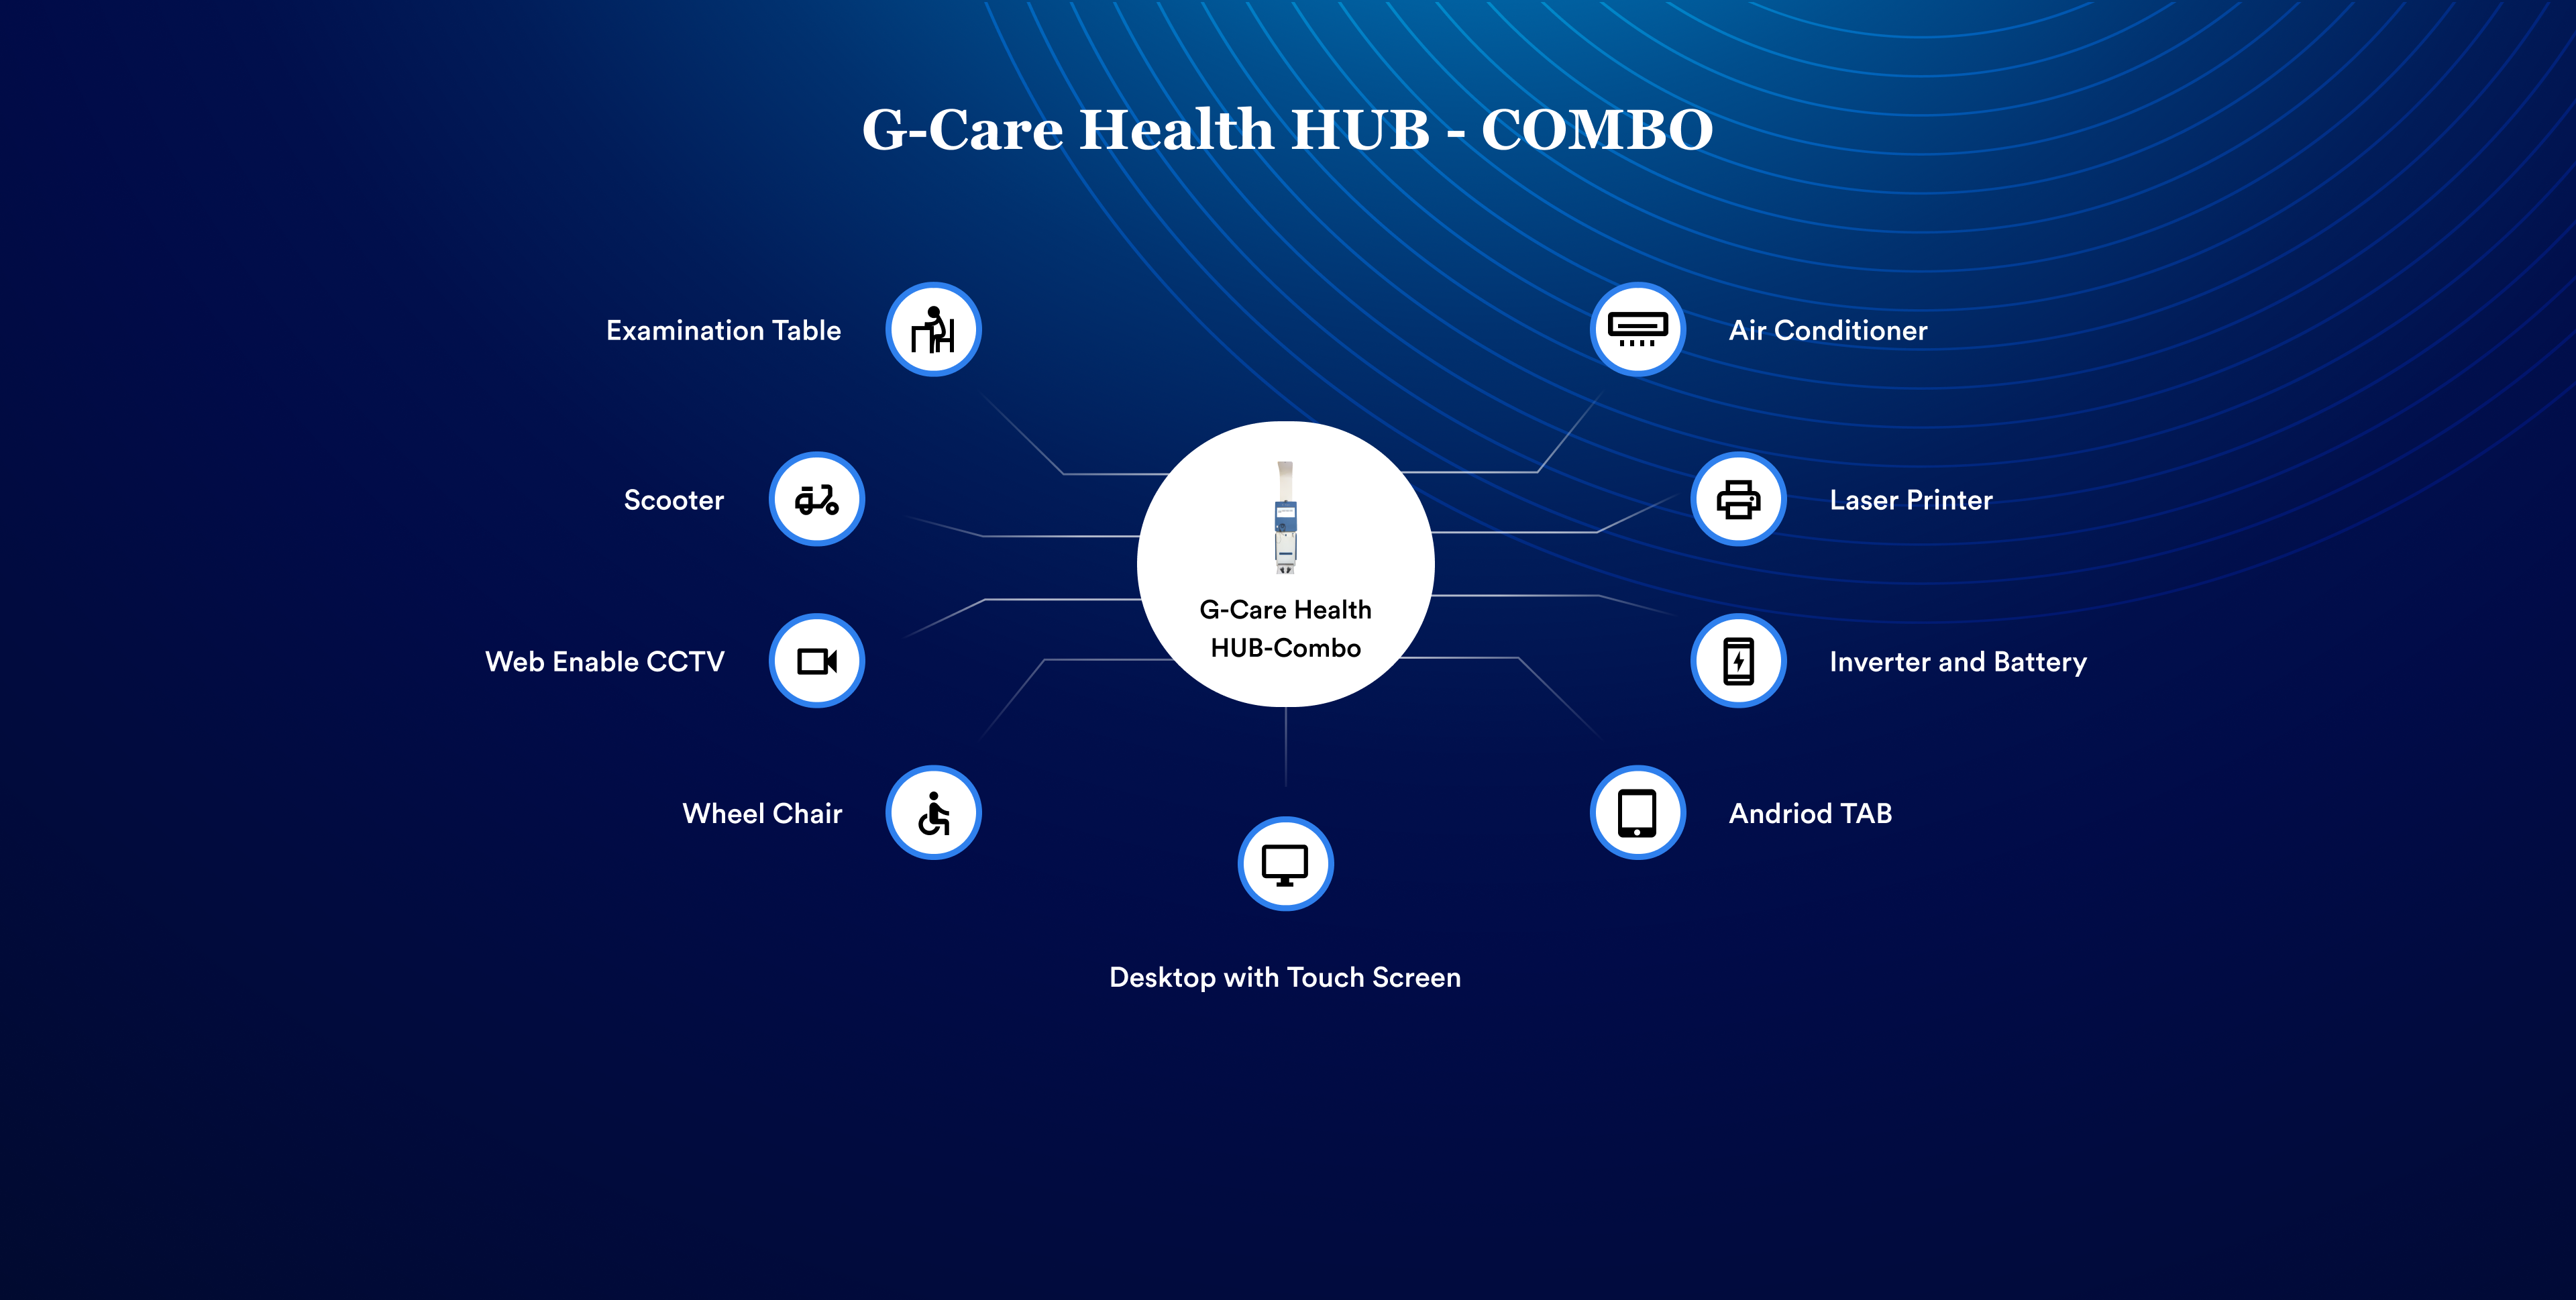 G-Care Health HUB - COMBO
Examination Table
Air Conditioner
Scooter
Laser Printer
G-Care Health
HUB-Combo
Web Enable CCTV
Inverter and Battery
Wheel Chair
Andriod TAB
Desktop with Touch Screen